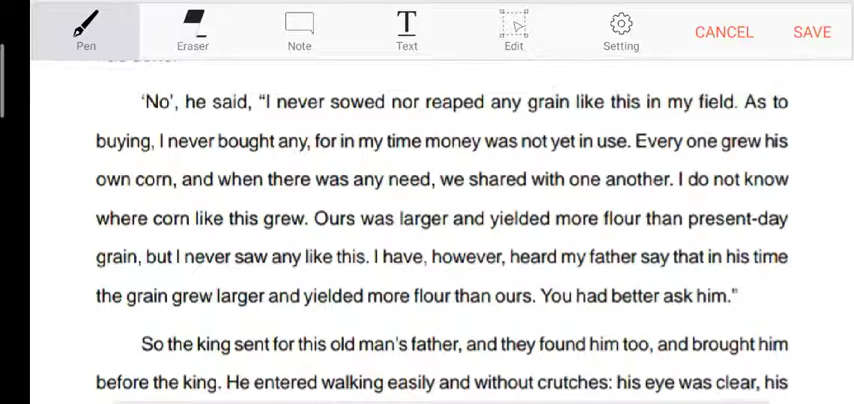 Pen
Eraser
Note
Text
Edit
Setting
CANCEL
SAVE
‘No’, he said, “I never sowed nor reaped any grain like this in my field. As to
buying, I never bought any, for in my time money was not yet in use. Every one grew his
own corn, and when there was any need, we shared with one another. I do not know
where corn like this grew. Ours was larger and yielded more flour than present-day
grain, but I never saw any like this. I have, however, heard my father say that in his time
the grain grew larger and yielded more flour than ours. You had better ask him.”
So the king sent for this old man's father, and they found him too, and brought him
before the king. He entered walking easily and without crutches: his eye was clear, his